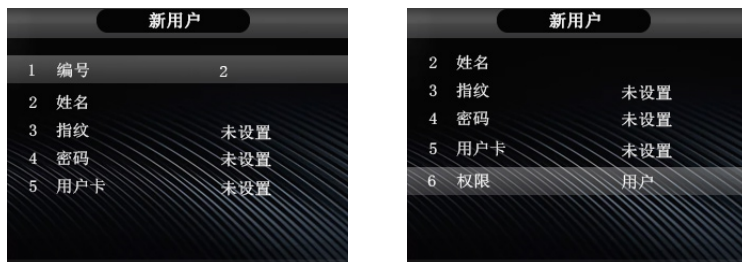 新用户
1 编号 2
2 姓名
3 指纹 未设置
4 密码 未设置
5 用户卡 未设置
新用户
2 姓名
3 指纹 未设置
4 密码 未设置
5 用户卡 未设置
6 权限 用户